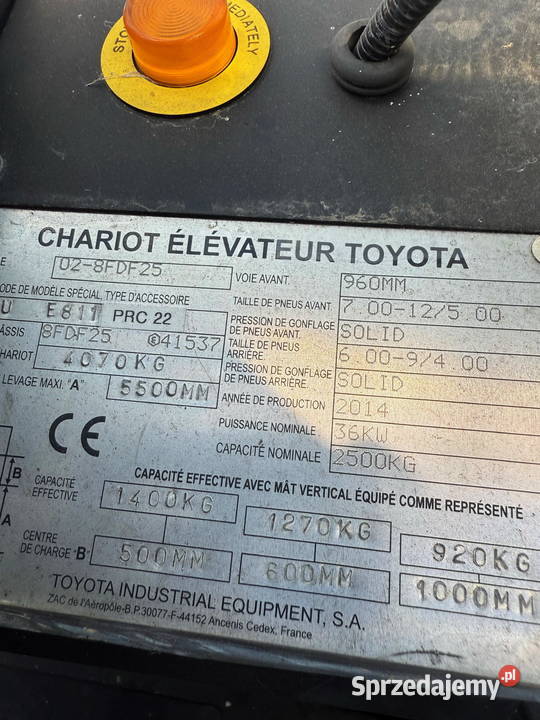 STO MEDIATELY
CHARIOT ÉLÉVATEUR TOYOTA
E 02-8FDF25 VOIE AVANT. 960MM
ODE DE MODÈLE SPÉCIAL, TYPE D'ACCESSOIRE TAILLE DE PNEUS AVANT. 7.00-12/5.00
U E811 PRC 22 PRESSION DE GONFLAGE DE PNEUS AVANT. SOLID
ÂSSIS 8FDF25 41537 TAILLE DE PNEUS ARRIÈRE. 6.00-9/4.00
CHARIOT 4070KG PRESSION DE GONFLAGE DE PNEUS ARRIÈRE. SOLID
LEVAGE MAXI. "A" 5500MM ANNÉE DE PRODUCTION 2014
PUISSANCE NOMINALE 36KW
CE CAPACITÉ NOMINALE 2500KG
CAPACITÉ EFFECTIVE AVEC MÂT VERTICAL ÉQUIPÉ COMME REPRÉSENTÉ
B CAPACITÉ EFFECTIVE 1400KG 1270KG 920KG
A CENTRE DE CHARGE "B" 500MM 600MM 1000MM
TOYOTA INDUSTRIAL EQUIPMENT, S.A.
ZAC de l'Aéropôle-B.P.30077-F-44152 Ancenis Cedex, France
Sprzedajemy.pl